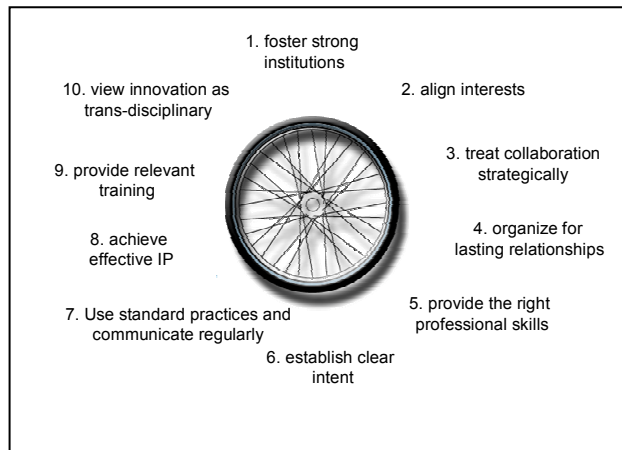 1. foster strong
institutions
2. align interests
3. treat collaboration
strategically
4. organize for
lasting relationships
5. provide the right
professional skills
6. establish clear
intent
7. Use standard practices and
communicate regularly
8. achieve
effective IP
9. provide relevant
training
10. view innovation as
trans-disciplinary